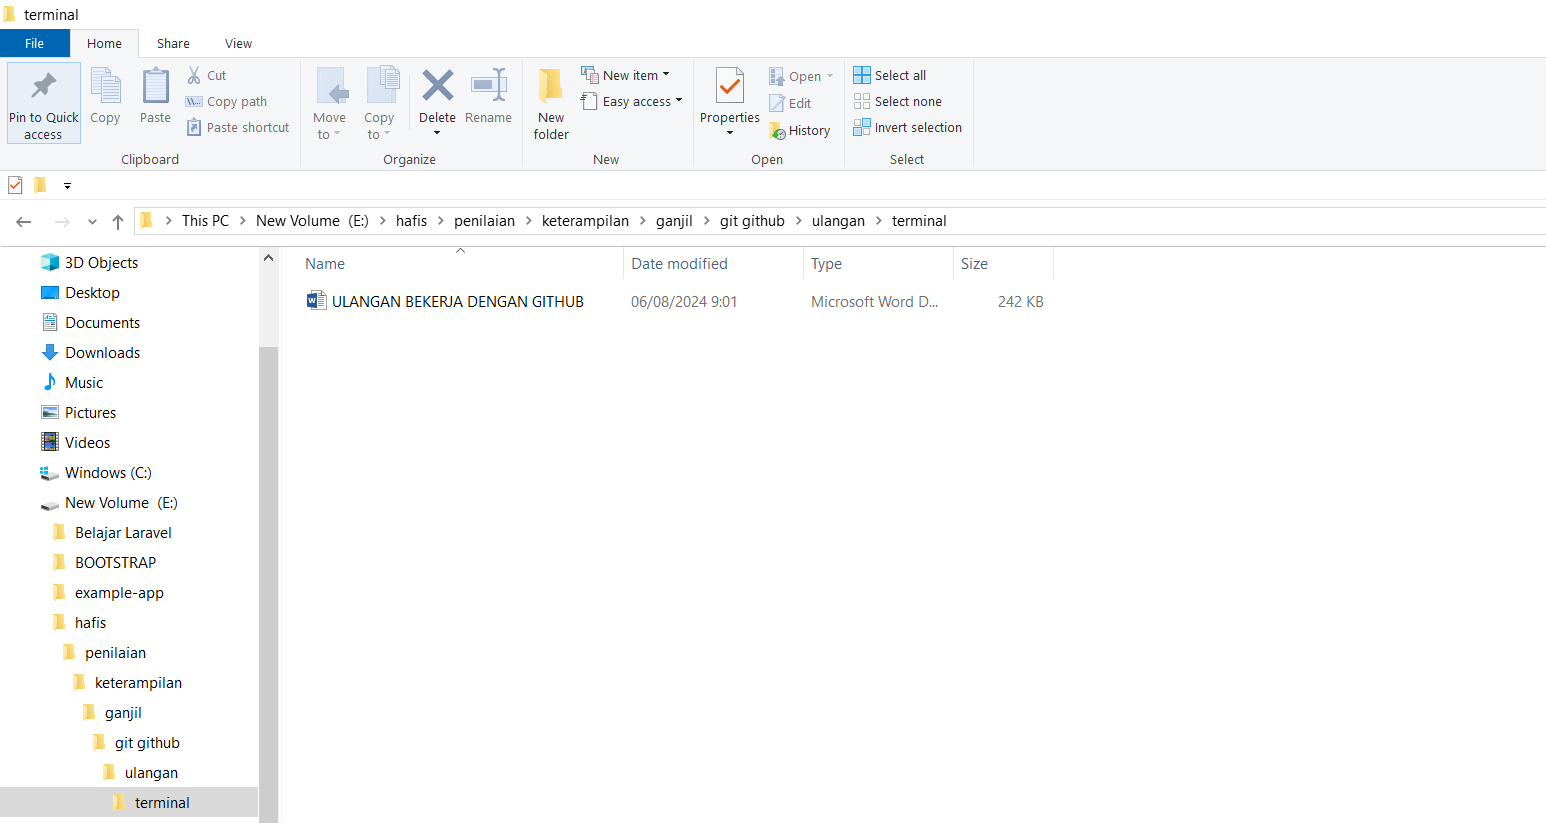 terminal
File Home Share View
Pin to Quick access
Copy
Paste
Cut
Copy path
Paste shortcut
Clipboard
Move to
Copy to
Delete
Rename
Organize
New folder
New item
Easy access
New
Properties
Open
Edit
History
Open
Select all
Select none
Invert selection
Select
This PC > New Volume (E:) > hafis > penilaian > keterampilan > ganjil > git github > ulangan > terminal
Name Date modified Type Size
ULANGAN BEKERJA DENGAN GITHUB 06/08/2024 9:01 Microsoft Word D... 242 KB
3D Objects
Desktop
Documents
Downloads
Music
Pictures
Videos
Windows (C:)
New Volume (E:)
Belajar Laravel
BOOTSTRAP
example-app
hafis
penilaian
keterampilan
ganjil
git github
ulangan
terminal